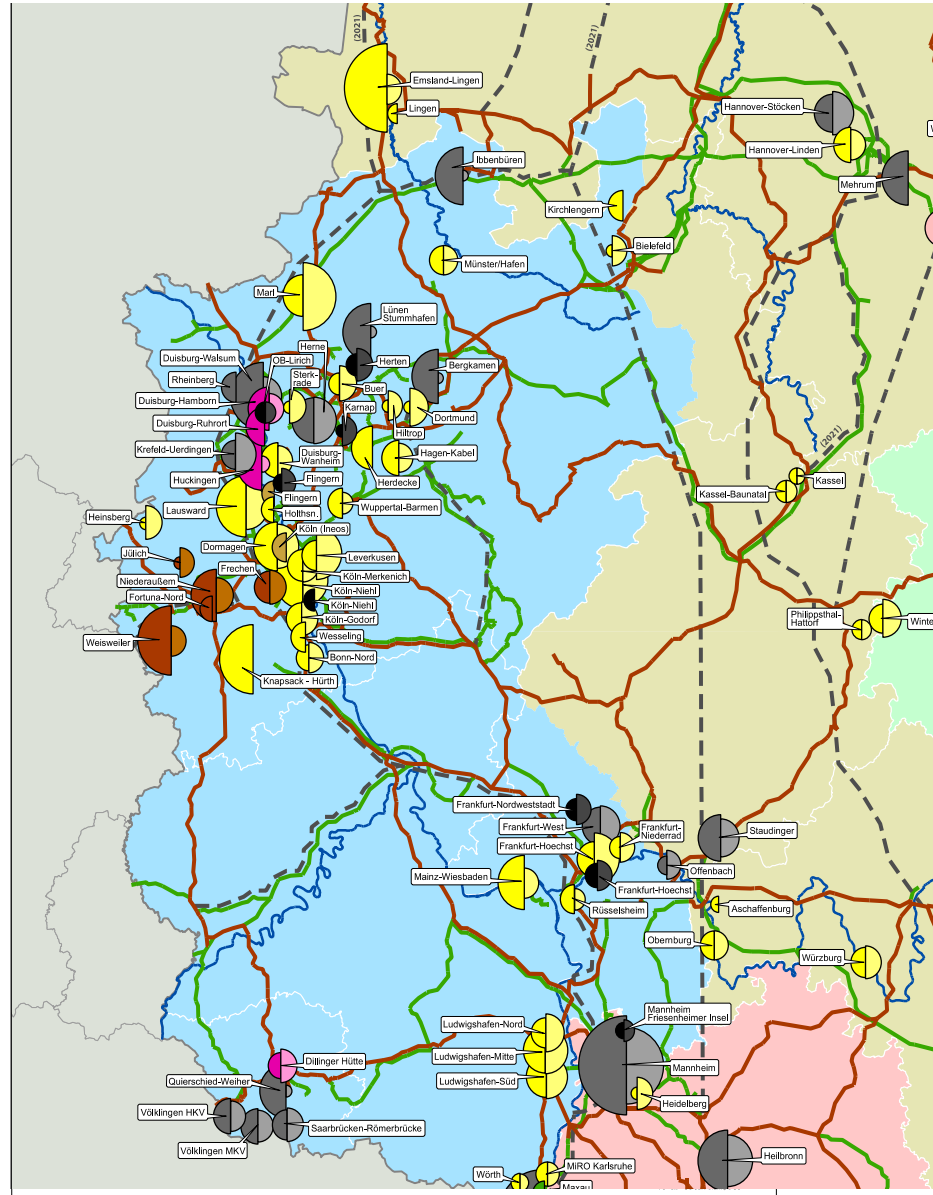 (2021)
(2021)
Emsland-Lingen
Lingen
Hannover-Stöcken
W
Hannover-Linden
Ibbenbüren
Mehrum
Kirchlengern
Bielefeld
Münster/Hafen
Marl
Lünen
Stummhafen
Herne
Duisburg-Walsum
OB-Lirich
Herten
Bergkamen
Sterk-
rade
Rheinberg
Buer
Duisburg-Hamborn
Karnap
Dortmund
Duisburg-Ruhrort
Hiltrop
(2021)
Krefeld-Uerdingen
Duisburg-
Wanheim
Hagen-Kabel
Huckingen
Flingern
Herdecke
Kassel
Flingern
Kassel-Baunatal
Lausward
Holthsn.
Wuppertal-Barmen
Heinsberg
Köln (Ineos)
Dormagen
Jülich
Leverkusen
Frechen
Köln-Merkenich
Niederaußem
Köln-Niehl
Fortuna-Nord
Köln-Niehl
Köln-Godorf
Philippsthal-
Hattorf
Winte
Weisweiler
Wesseling
Bonn-Nord
Knapsack - Hürth
Frankfurt-Nordweststadt
Frankfurt-West
Frankfurt-
Niederrad
Staudinger
Frankfurt-Hoechst
Offenbach
Mainz-Wiesbaden
Frankfurt-Hoechst
Rüsselsheim
Aschaffenburg
Obernburg
Würzburg
Mannheim
Friesenheimer Insel
Ludwigshafen-Nord
Ludwigshafen-Mitte
Dillinger Hütte
Mannheim
Quierschied-Weiher
Ludwigshafen-Süd
Heidelberg
Völklingen HKV
Saarbrücken-Römerbrücke
Völklingen MKV
Heilbronn
MiRO Karlsruhe
Wörth
Maxau